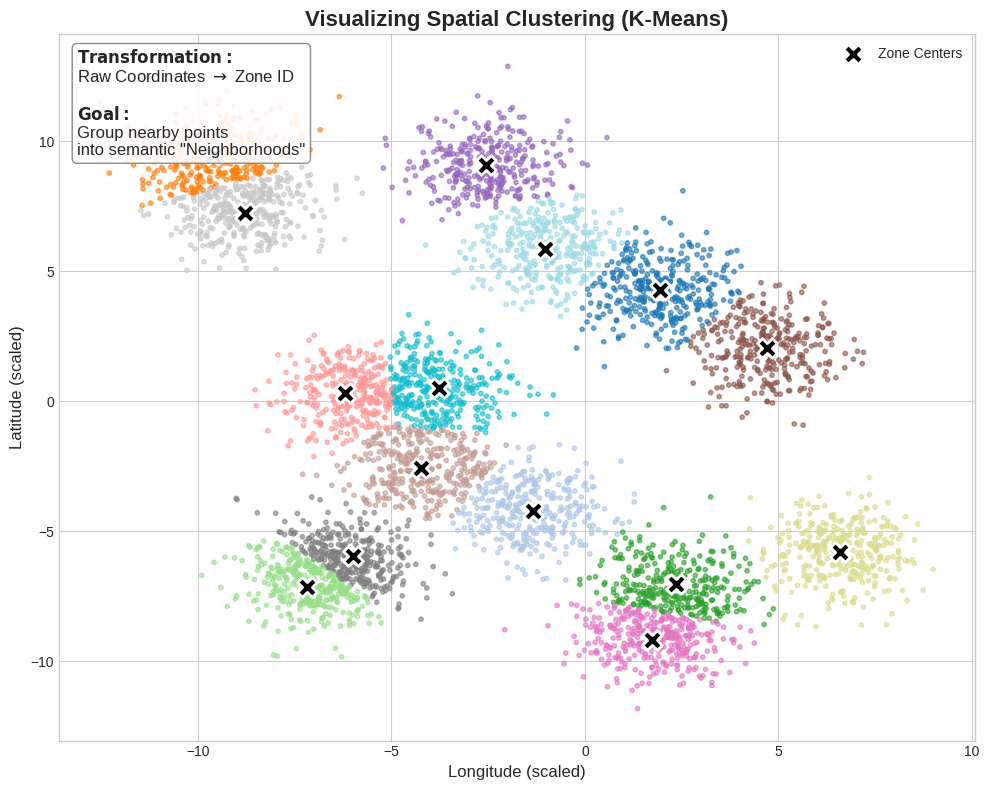 Visualizing Spatial Clustering (K-Means)
Transformation:
Raw Coordinates → Zone ID
Goal:
Group nearby points
into semantic "Neighborhoods"
Zone Centers
10
5
0
−5
−10
Latitude (scaled)
−10
−5
0
5
10
Longitude (scaled)